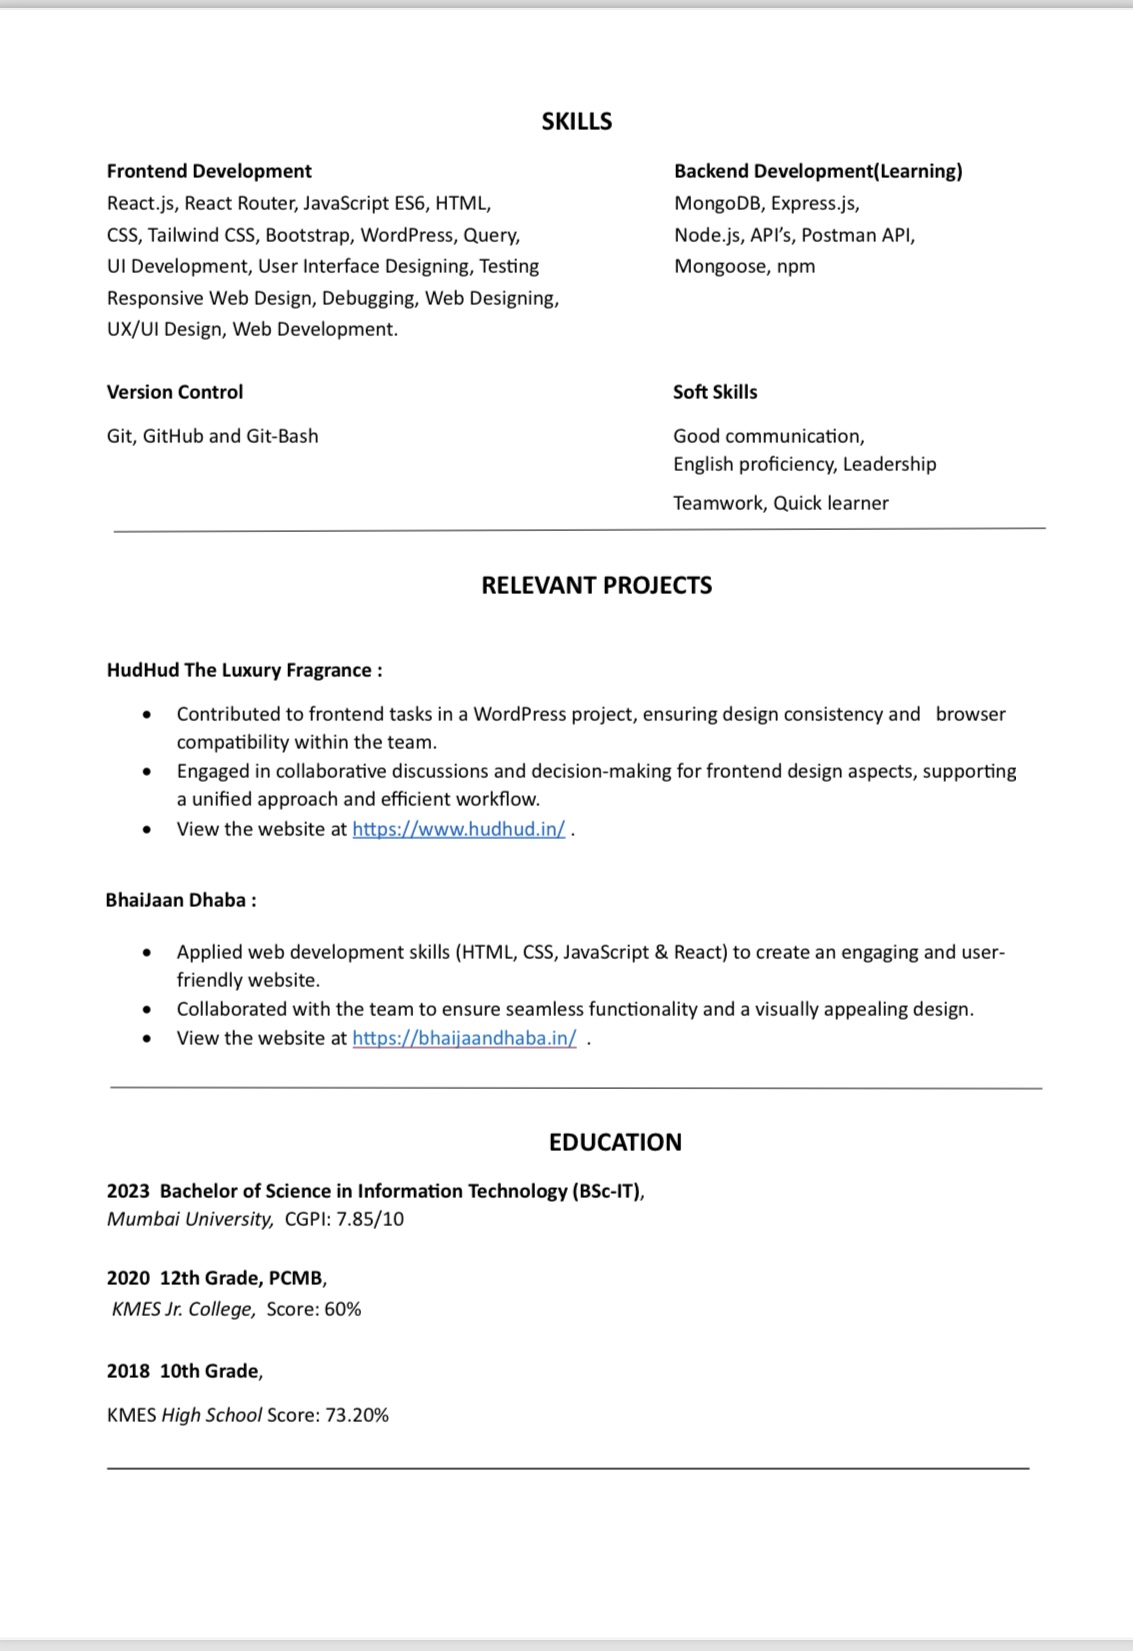 SKILLS
Frontend Development
React.js, React Router, JavaScript ES6, HTML,
CSS, Tailwind CSS, Bootstrap, WordPress, Query,
UI Development, User Interface Designing, Testing
Responsive Web Design, Debugging, Web Designing,
UX/UI Design, Web Development.
Backend Development(Learning)
MongoDB, Express.js,
Node.js, API’s, Postman API,
Mongoose, npm
Version Control
Git, GitHub and Git-Bash
Soft Skills
Good communication,
English proficiency, Leadership
Teamwork, Quick learner
RELEVANT PROJECTS
HudHud The Luxury Fragrance :
• Contributed to frontend tasks in a WordPress project, ensuring design consistency and browser
compatibility within the team.
• Engaged in collaborative discussions and decision-making for frontend design aspects, supporting
a unified approach and efficient workflow.
• View the website at https://www.hudhud.in/ .
BhaiJaan Dhaba :
• Applied web development skills (HTML, CSS, JavaScript & React) to create an engaging and user-
friendly website.
• Collaborated with the team to ensure seamless functionality and a visually appealing design.
• View the website at https://bhaijaandhaba.in/ .
EDUCATION
2023 Bachelor of Science in Information Technology (BSc-IT),
Mumbai University, CGPI: 7.85/10
2020 12th Grade, PCMB,
KMES Jr. College, Score: 60%
2018 10th Grade,
KMES High School Score: 73.20%